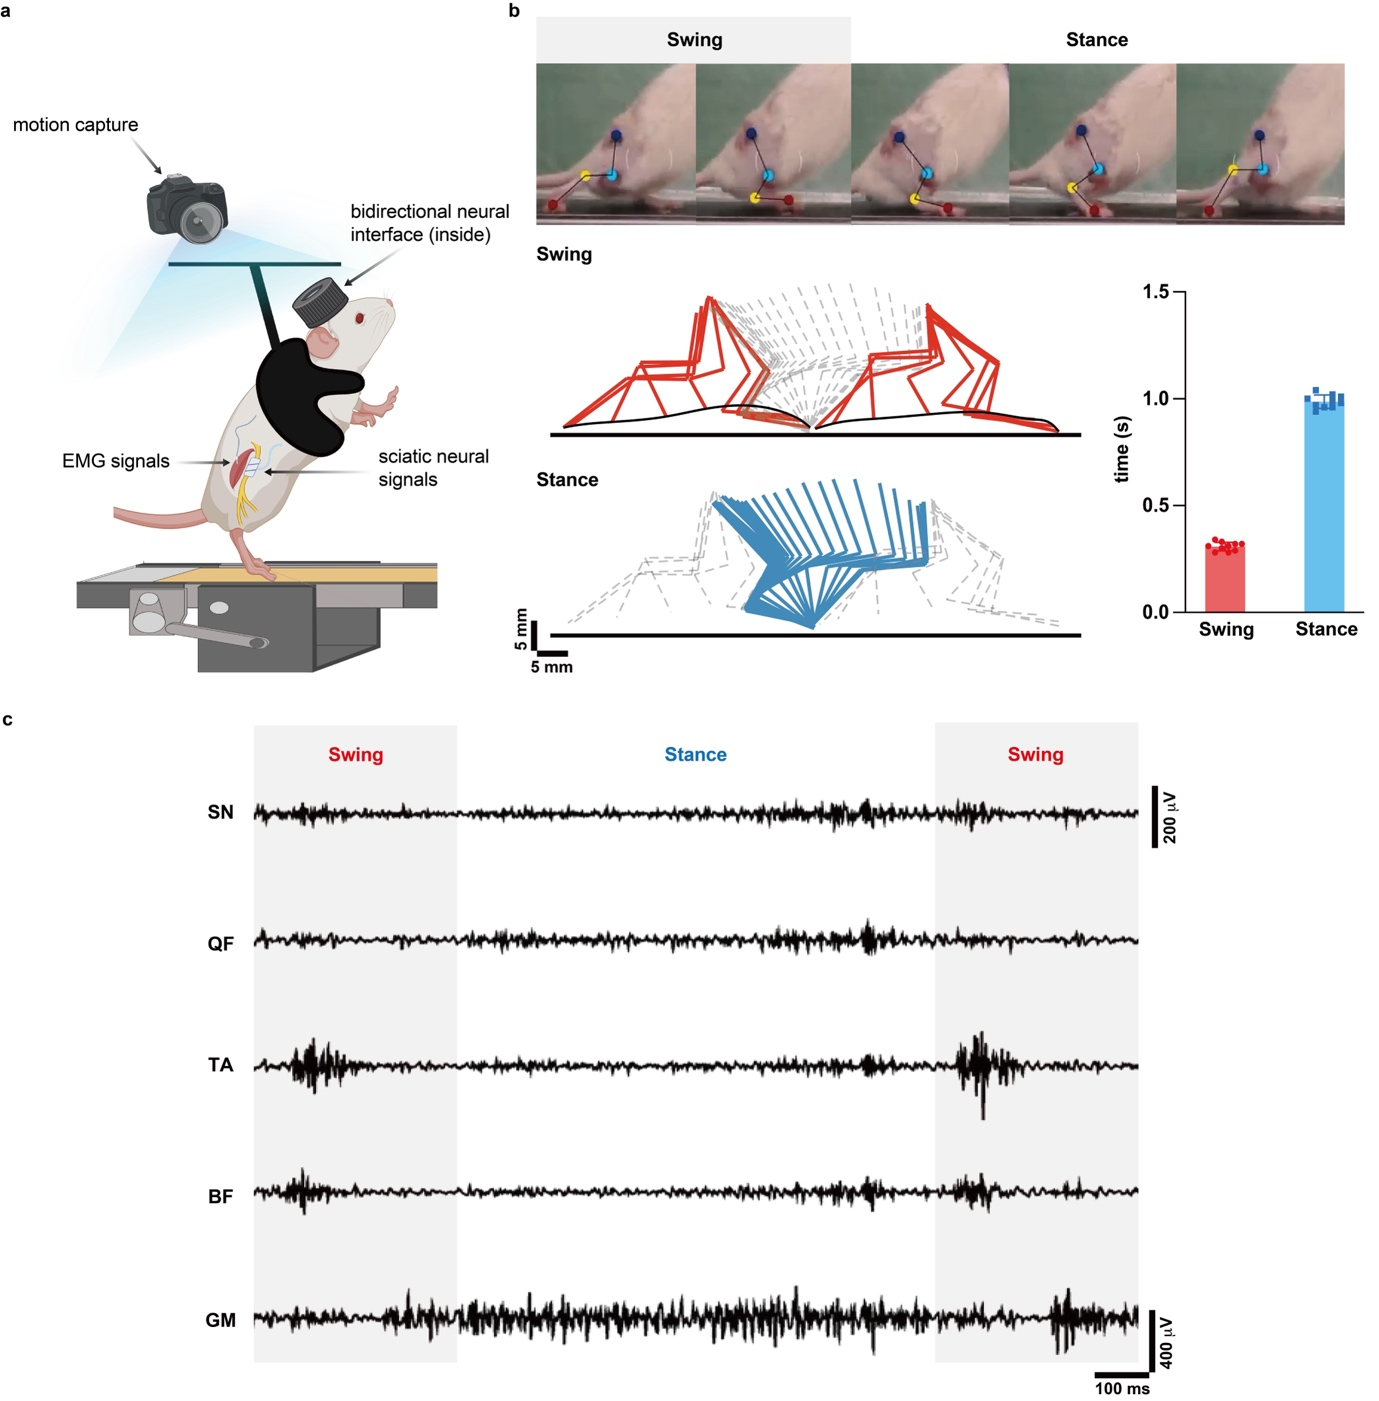 a
motion capture
bidirectional neural
interface (inside)
EMG signals
sciatic neural
signals
b
Swing
Stance
Swing
Stance
5 mm
5 mm
1.5
1.0
0.5
0.0
time (s)
Swing
Stance
c
Swing
Stance
Swing
SN
200 µV
QF
TA
BF
GM
400 µV
100 ms